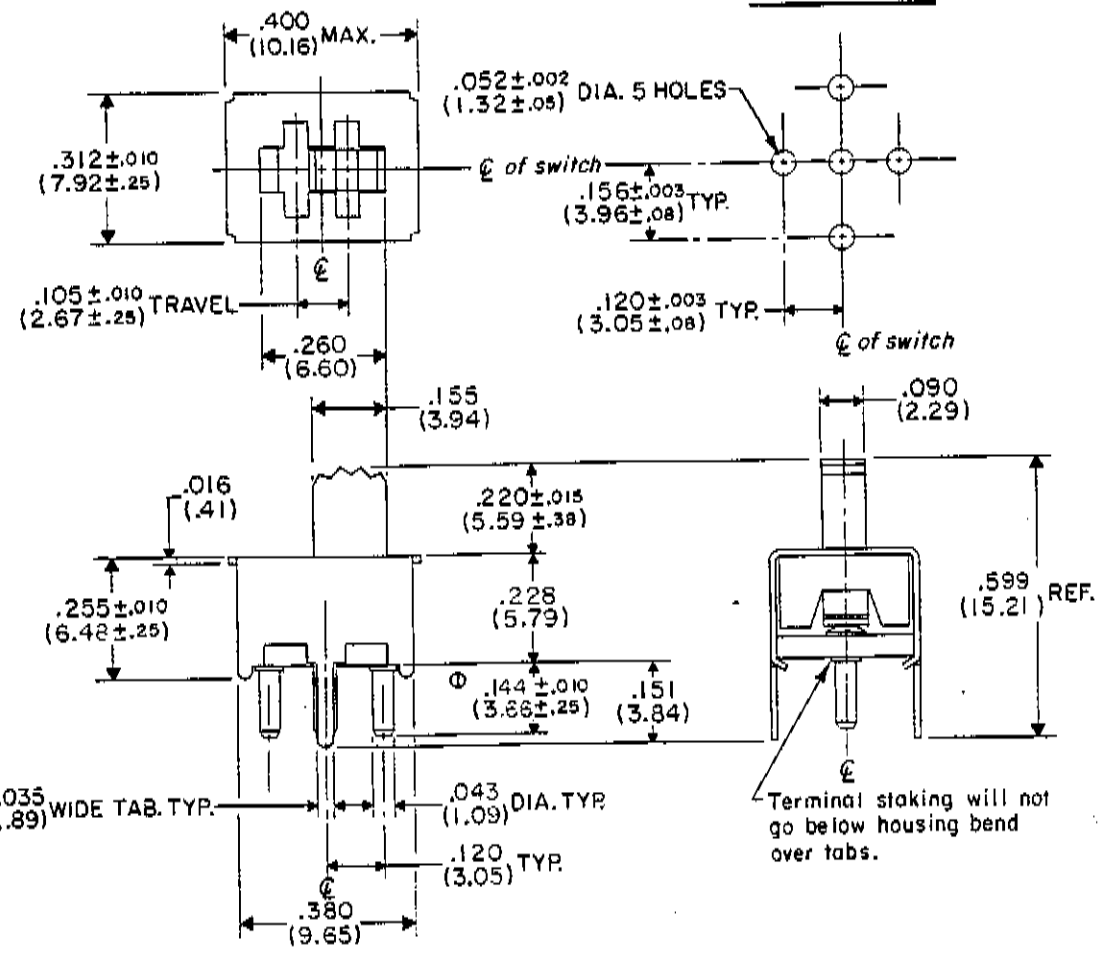 .400
(10.16) MAX.
.052±.002
(1.32±.05) DIA. 5 HOLES
.312±.010
(7.92±.25)
℄ of switch
.156±.003
(3.96±.08) TYP.
℄
.105±.010
(2.67±.25) TRAVEL
.120±.003
(3.05±.08) TYP.
.260
(6.60)
℄ of switch
.155
(3.94)
.090
(2.29)
.016
(.41)
.220±.015
(5.59±.38)
.255±.010
(6.48±.25)
.228
(5.79)
.599
(15.21) REF.
.144±.010
(3.66±.25)
.151
(3.84)
.035
.89) WIDE TAB. TYP.
.043
(1.09) DIA. TYP.
℄
Terminal staking will not
go below housing bend
over tabs.
.120
(3.05) TYP.
℄
.380
(9.65)